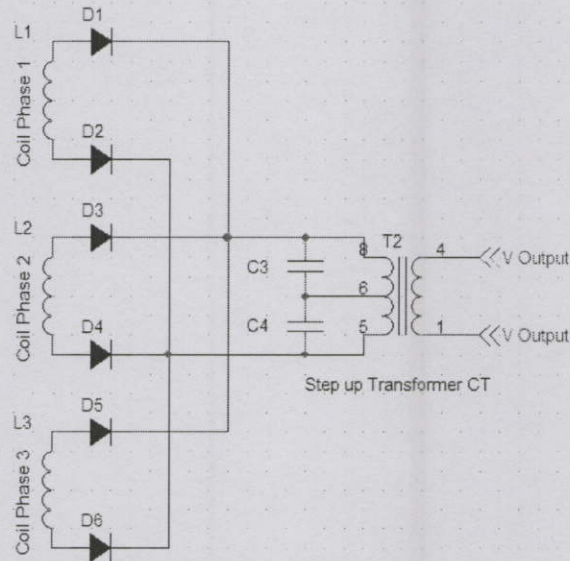 D1
L1
Coil Phase 1
D2
D3
L2
Coil Phase 2
D4
D5
L3
Coil Phase 3
D6
C3
C4
T2
8
6
5
4
1
V Output
V Output
Step up Transformer CT